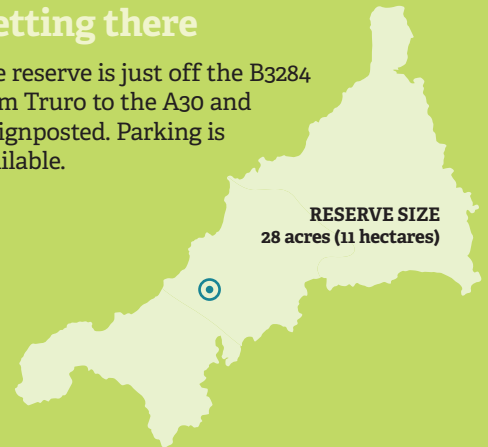 etting there
e reserve is just off the B3284
m Truro to the A30 and
ignposted. Parking is
ilable.
RESERVE SIZE
28 acres (11 hectares)